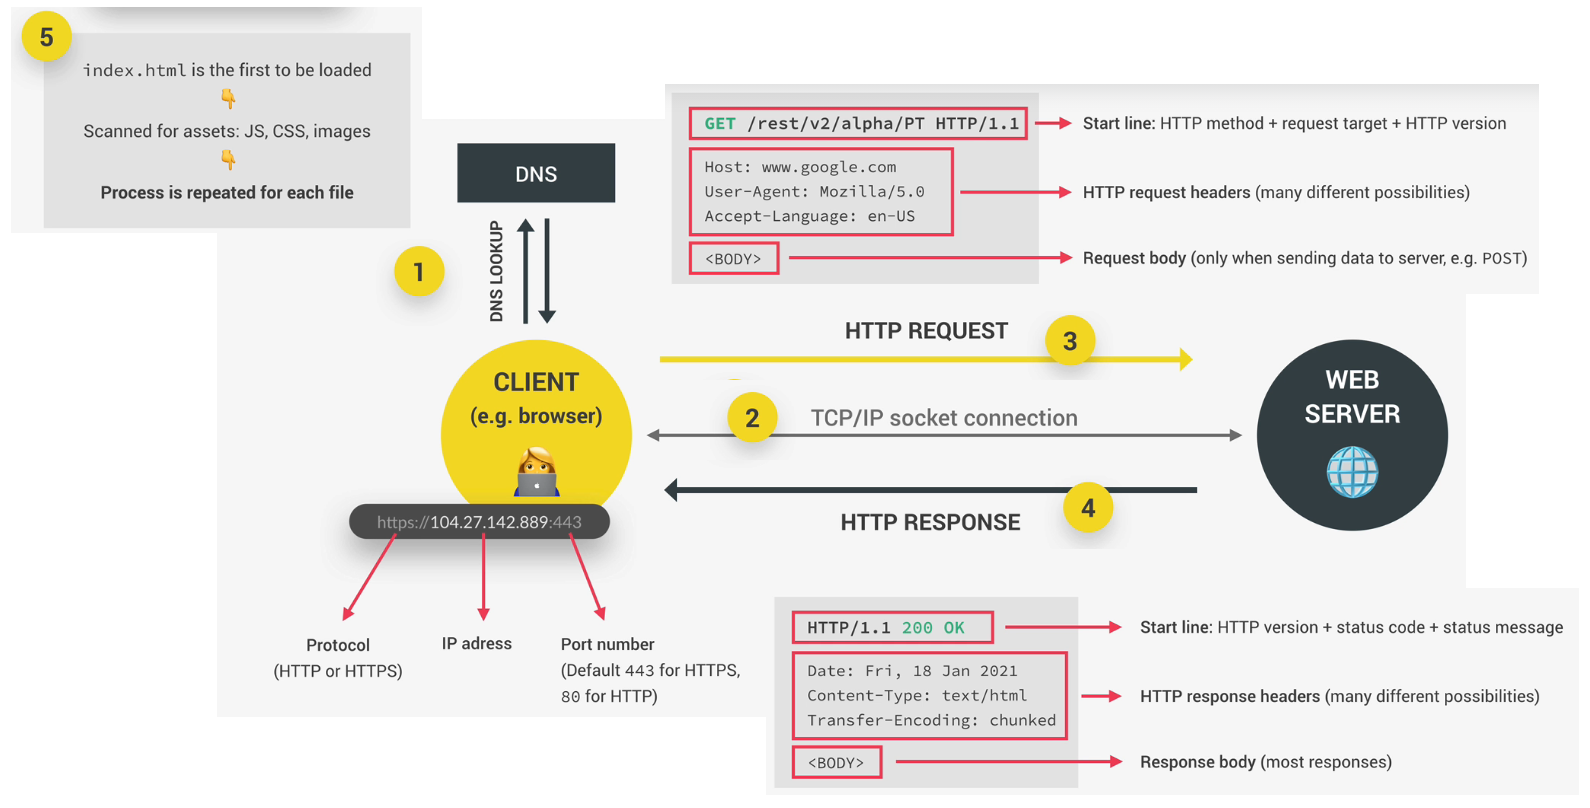 5
index.html is the first to be loaded
Scanned for assets: JS, CSS, images
Process is repeated for each file
DNS
DNS LOOKUP
1
GET /rest/v2/alpha/PT HTTP/1.1
Start line: HTTP method + request target + HTTP version
Host: www.google.com
User-Agent: Mozilla/5.0
Accept-Language: en-US
HTTP request headers (many different possibilities)
<BODY>
Request body (only when sending data to server, e.g. POST)
HTTP REQUEST
3
CLIENT
(e.g. browser)
2
TCP/IP socket connection
WEB
SERVER
4
HTTP RESPONSE
https://104.27.142.889:443
Protocol
(HTTP or HTTPS)
IP adress
Port number
(Default 443 for HTTPS,
80 for HTTP)
HTTP/1.1 200 OK
Start line: HTTP version + status code + status message
Date: Fri, 18 Jan 2021
Content-Type: text/html
Transfer-Encoding: chunked
HTTP response headers (many different possibilities)
<BODY>
Response body (most responses)